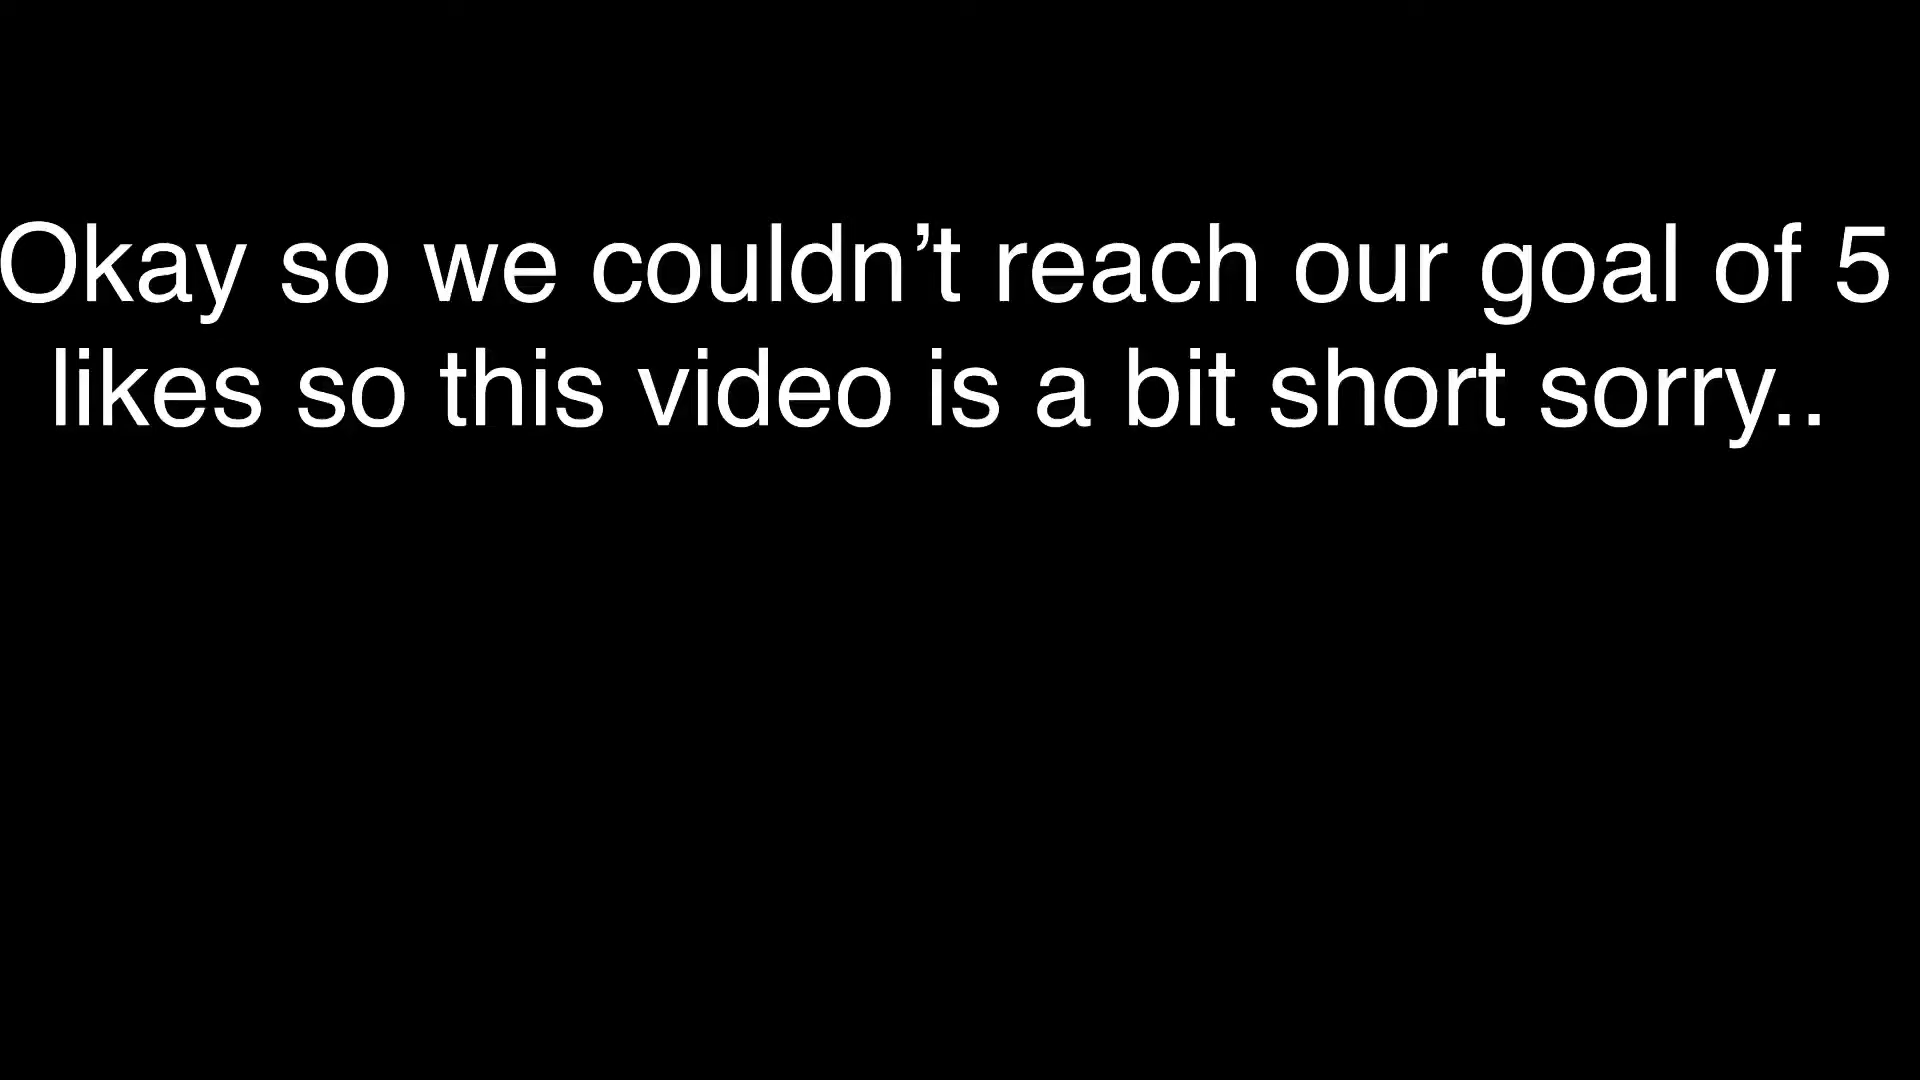 Okay so we couldn’t reach our goal of 5
likes so this video is a bit short sorry..